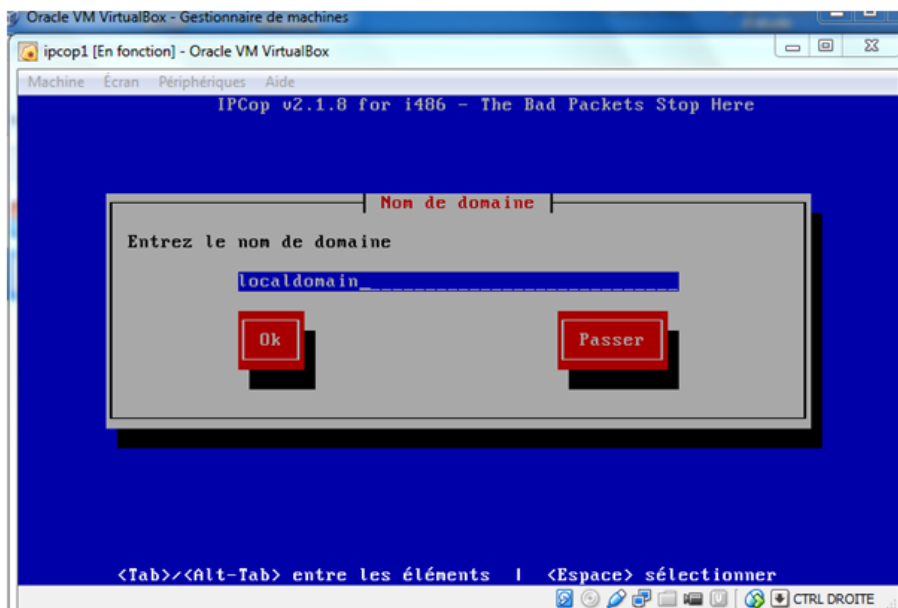 Oracle VM VirtualBox - Gestionnaire de machines
ipcop1 [En fonction] - Oracle VM VirtualBox
Machine Écran Périphériques Aide
IPCop v2.1.8 for i486 - The Bad Packets Stop Here
Nom de domaine
Entrez le nom de domaine
localdomain_
Ok
Passer
<Tab>/<Alt-Tab> entre les éléments | <Espace> sélectionner
CTRL DROITE